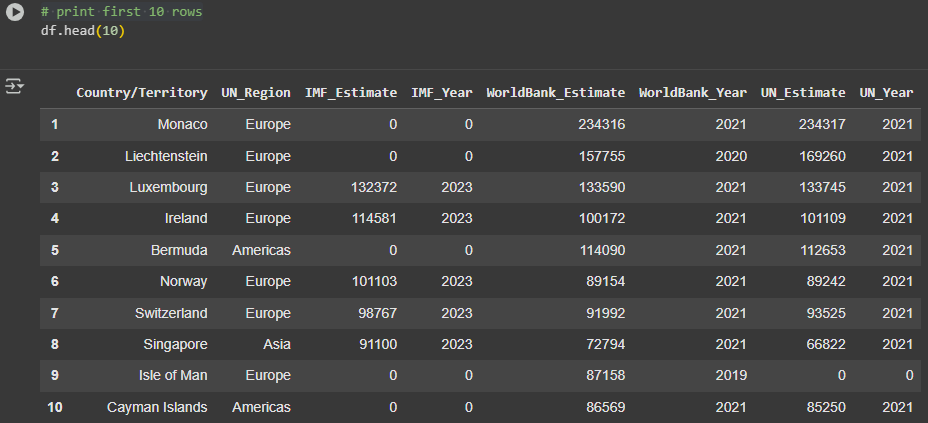 # print first 10 rows
df.head(10)
Country/Territory UN_Region IMF_Estimate IMF_Year WorldBank_Estimate WorldBank_Year UN_Estimate UN_Year
1 Monaco Europe 0 0 234316 2021 234317 2021
2 Liechtenstein Europe 0 0 157755 2020 169260 2021
3 Luxembourg Europe 132372 2023 133590 2021 133745 2021
4 Ireland Europe 114581 2023 100172 2021 101109 2021
5 Bermuda Americas 0 0 114090 2021 112653 2021
6 Norway Europe 101103 2023 89154 2021 89242 2021
7 Switzerland Europe 98767 2023 91992 2021 93525 2021
8 Singapore Asia 91100 2023 72794 2021 66822 2021
9 Isle of Man Europe 0 0 87158 2019 0 0
10 Cayman Islands Americas 0 0 86569 2021 85250 2021